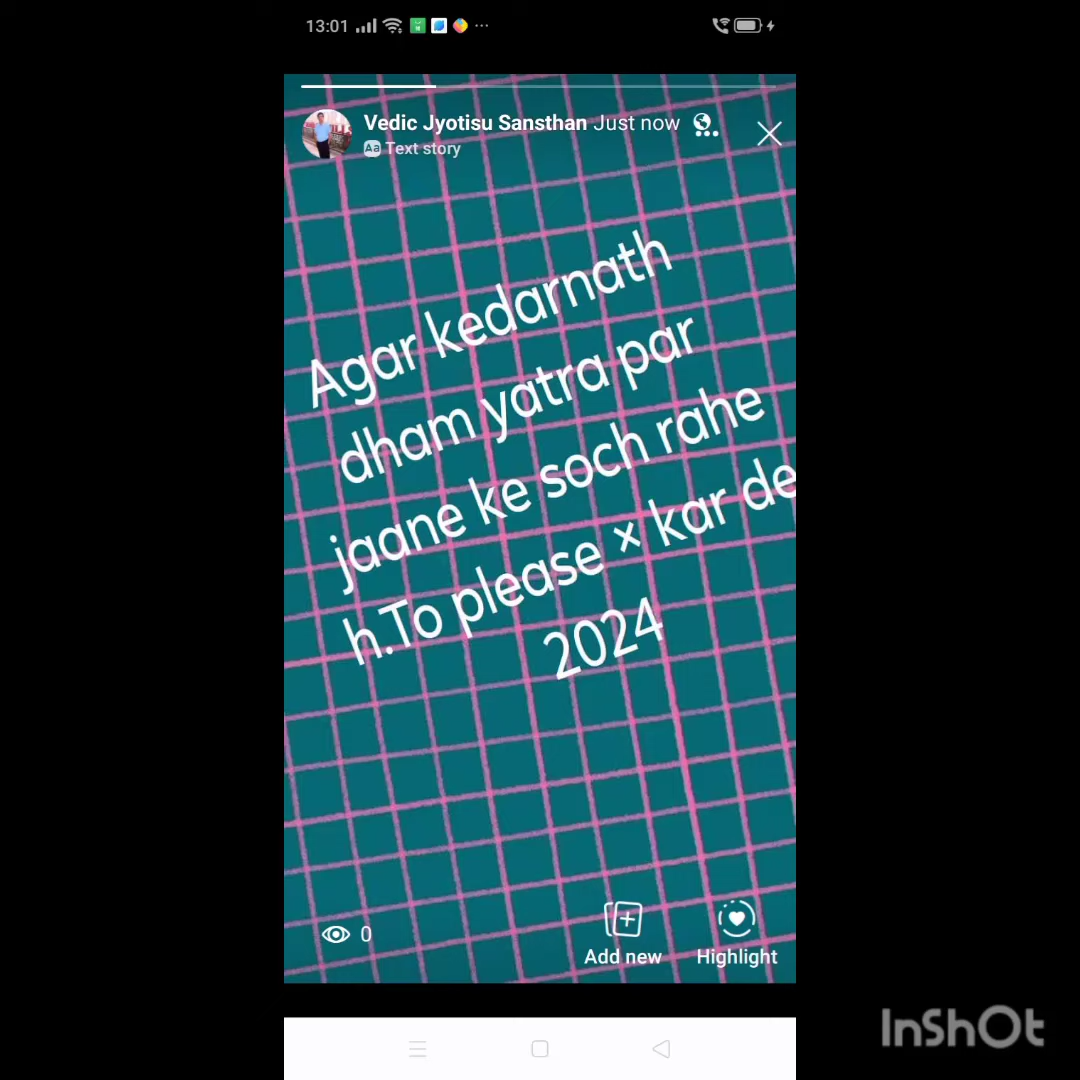 13:01
Vedic Jyotisu Sansthan Just now
Aa Text story
Agar kedarnath
dham yatra par
jaane ke soch rahe
h.To please × kar de
2024
0
Add new
Highlight
InShOt